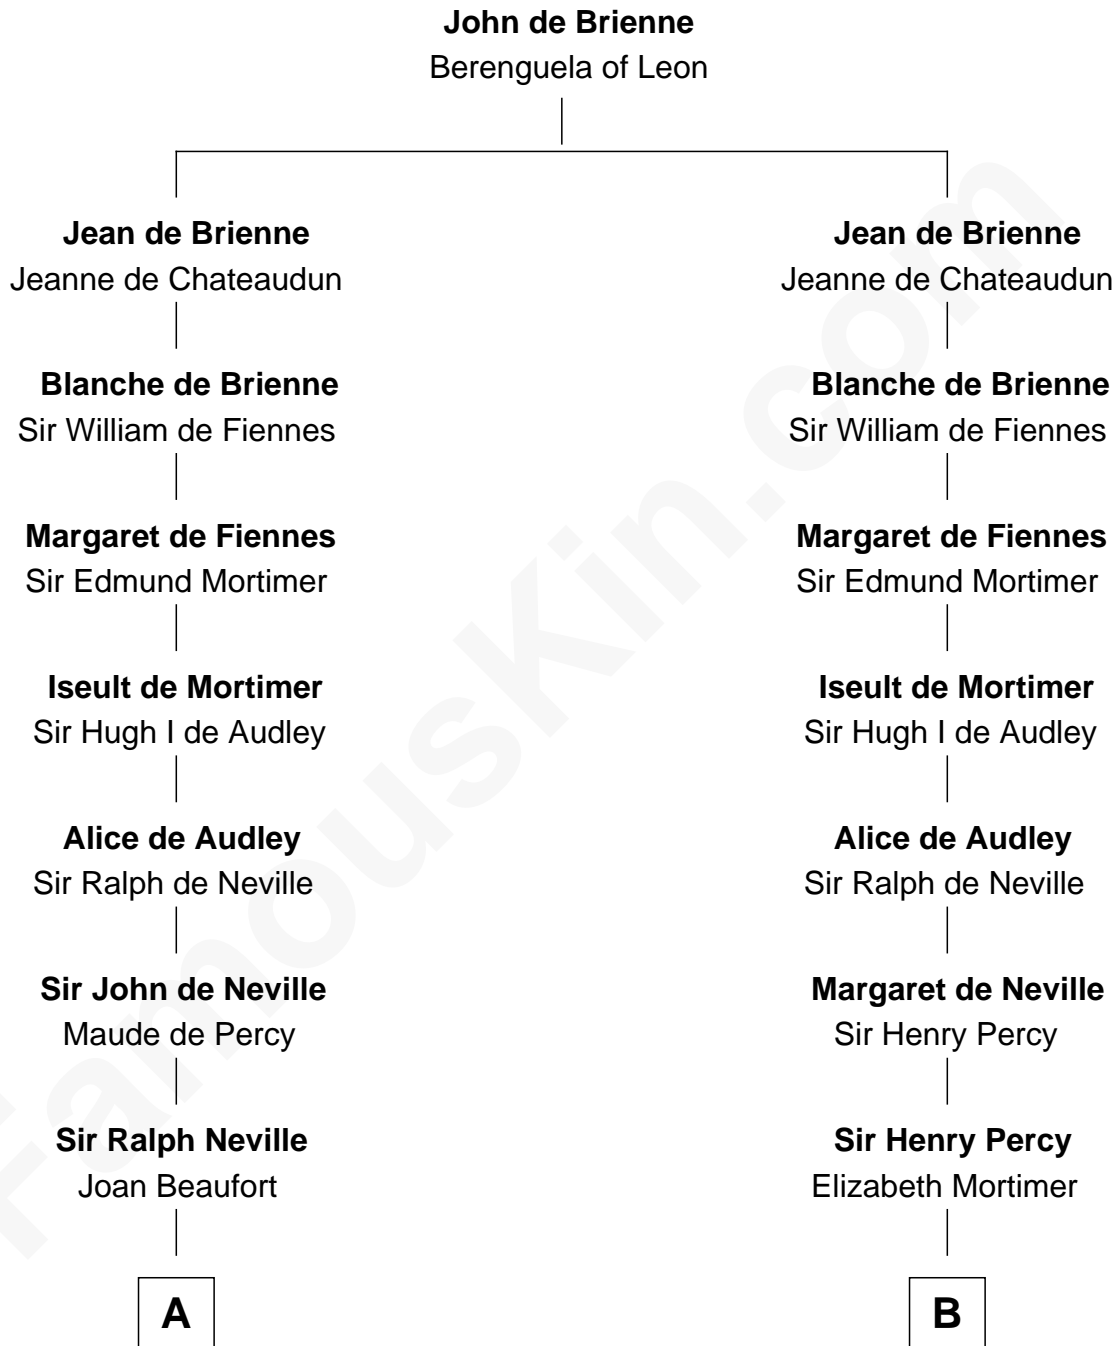 John de Brienne
Berenguela of Leon
Jean de Brienne
Jeanne de Chateaudun
Jean de Brienne
Jeanne de Chateaudun
Blanche de Brienne
Sir William de Fiennes
Blanche de Brienne
Sir William de Fiennes
Margaret de Fiennes
Sir Edmund Mortimer
Margaret de Fiennes
Sir Edmund Mortimer
Iseult de Mortimer
Sir Hugh I de Audley
Iseult de Mortimer
Sir Hugh I de Audley
Alice de Audley
Sir Ralph de Neville
Alice de Audley
Sir Ralph de Neville
Sir John de Neville
Maude de Percy
Margaret de Neville
Sir Henry Percy
Sir Ralph Neville
Joan Beaufort
Sir Henry Percy
Elizabeth Mortimer
A
B
FamousKin.com